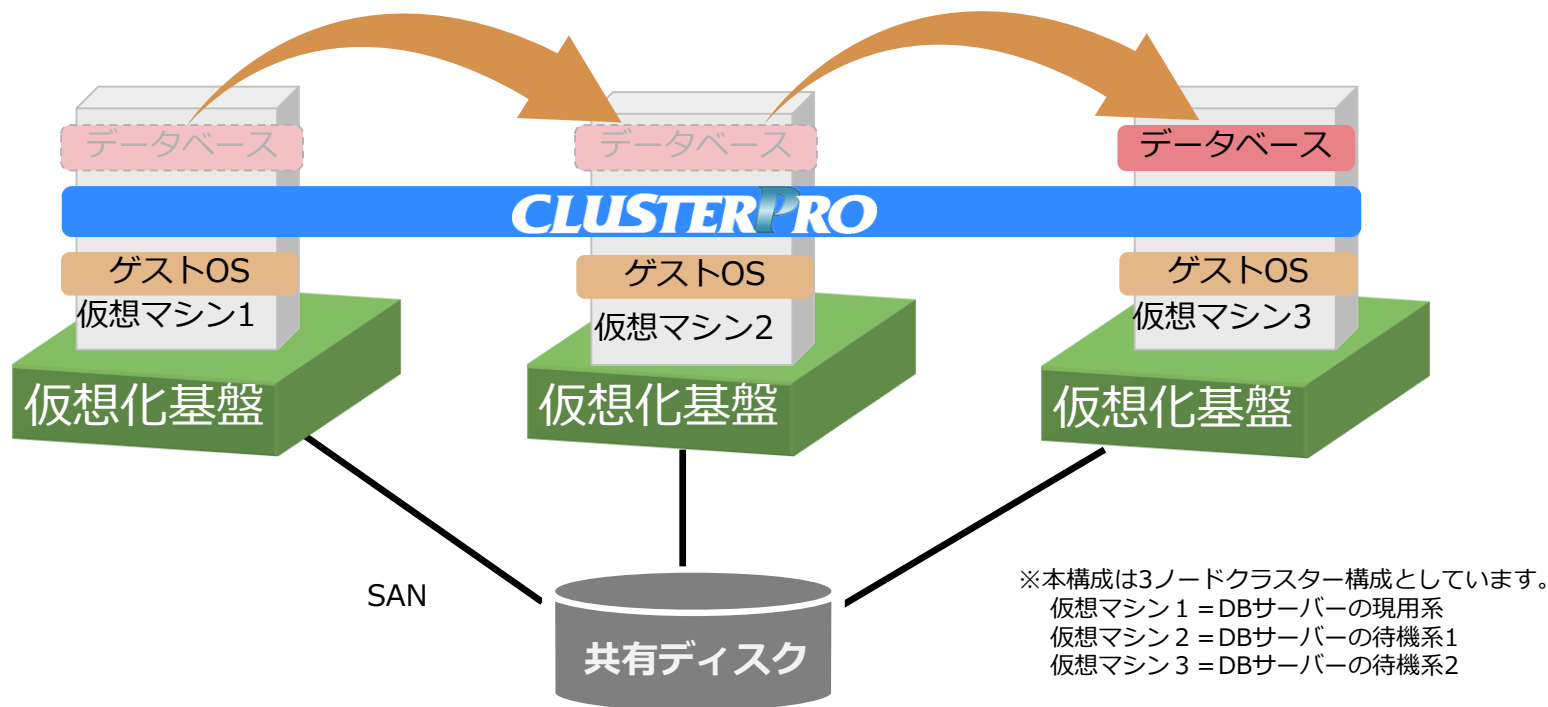 データベース
データベース
データベース
CLUSTERPRO
ゲストOS
ゲストOS
ゲストOS
仮想マシン1
仮想マシン2
仮想マシン3
仮想化基盤
仮想化基盤
仮想化基盤
SAN
共有ディスク
※本構成は3ノードクラスター構成としています。
仮想マシン１＝DBサーバーの現用系
仮想マシン２＝DBサーバーの待機系1
仮想マシン３＝DBサーバーの待機系2